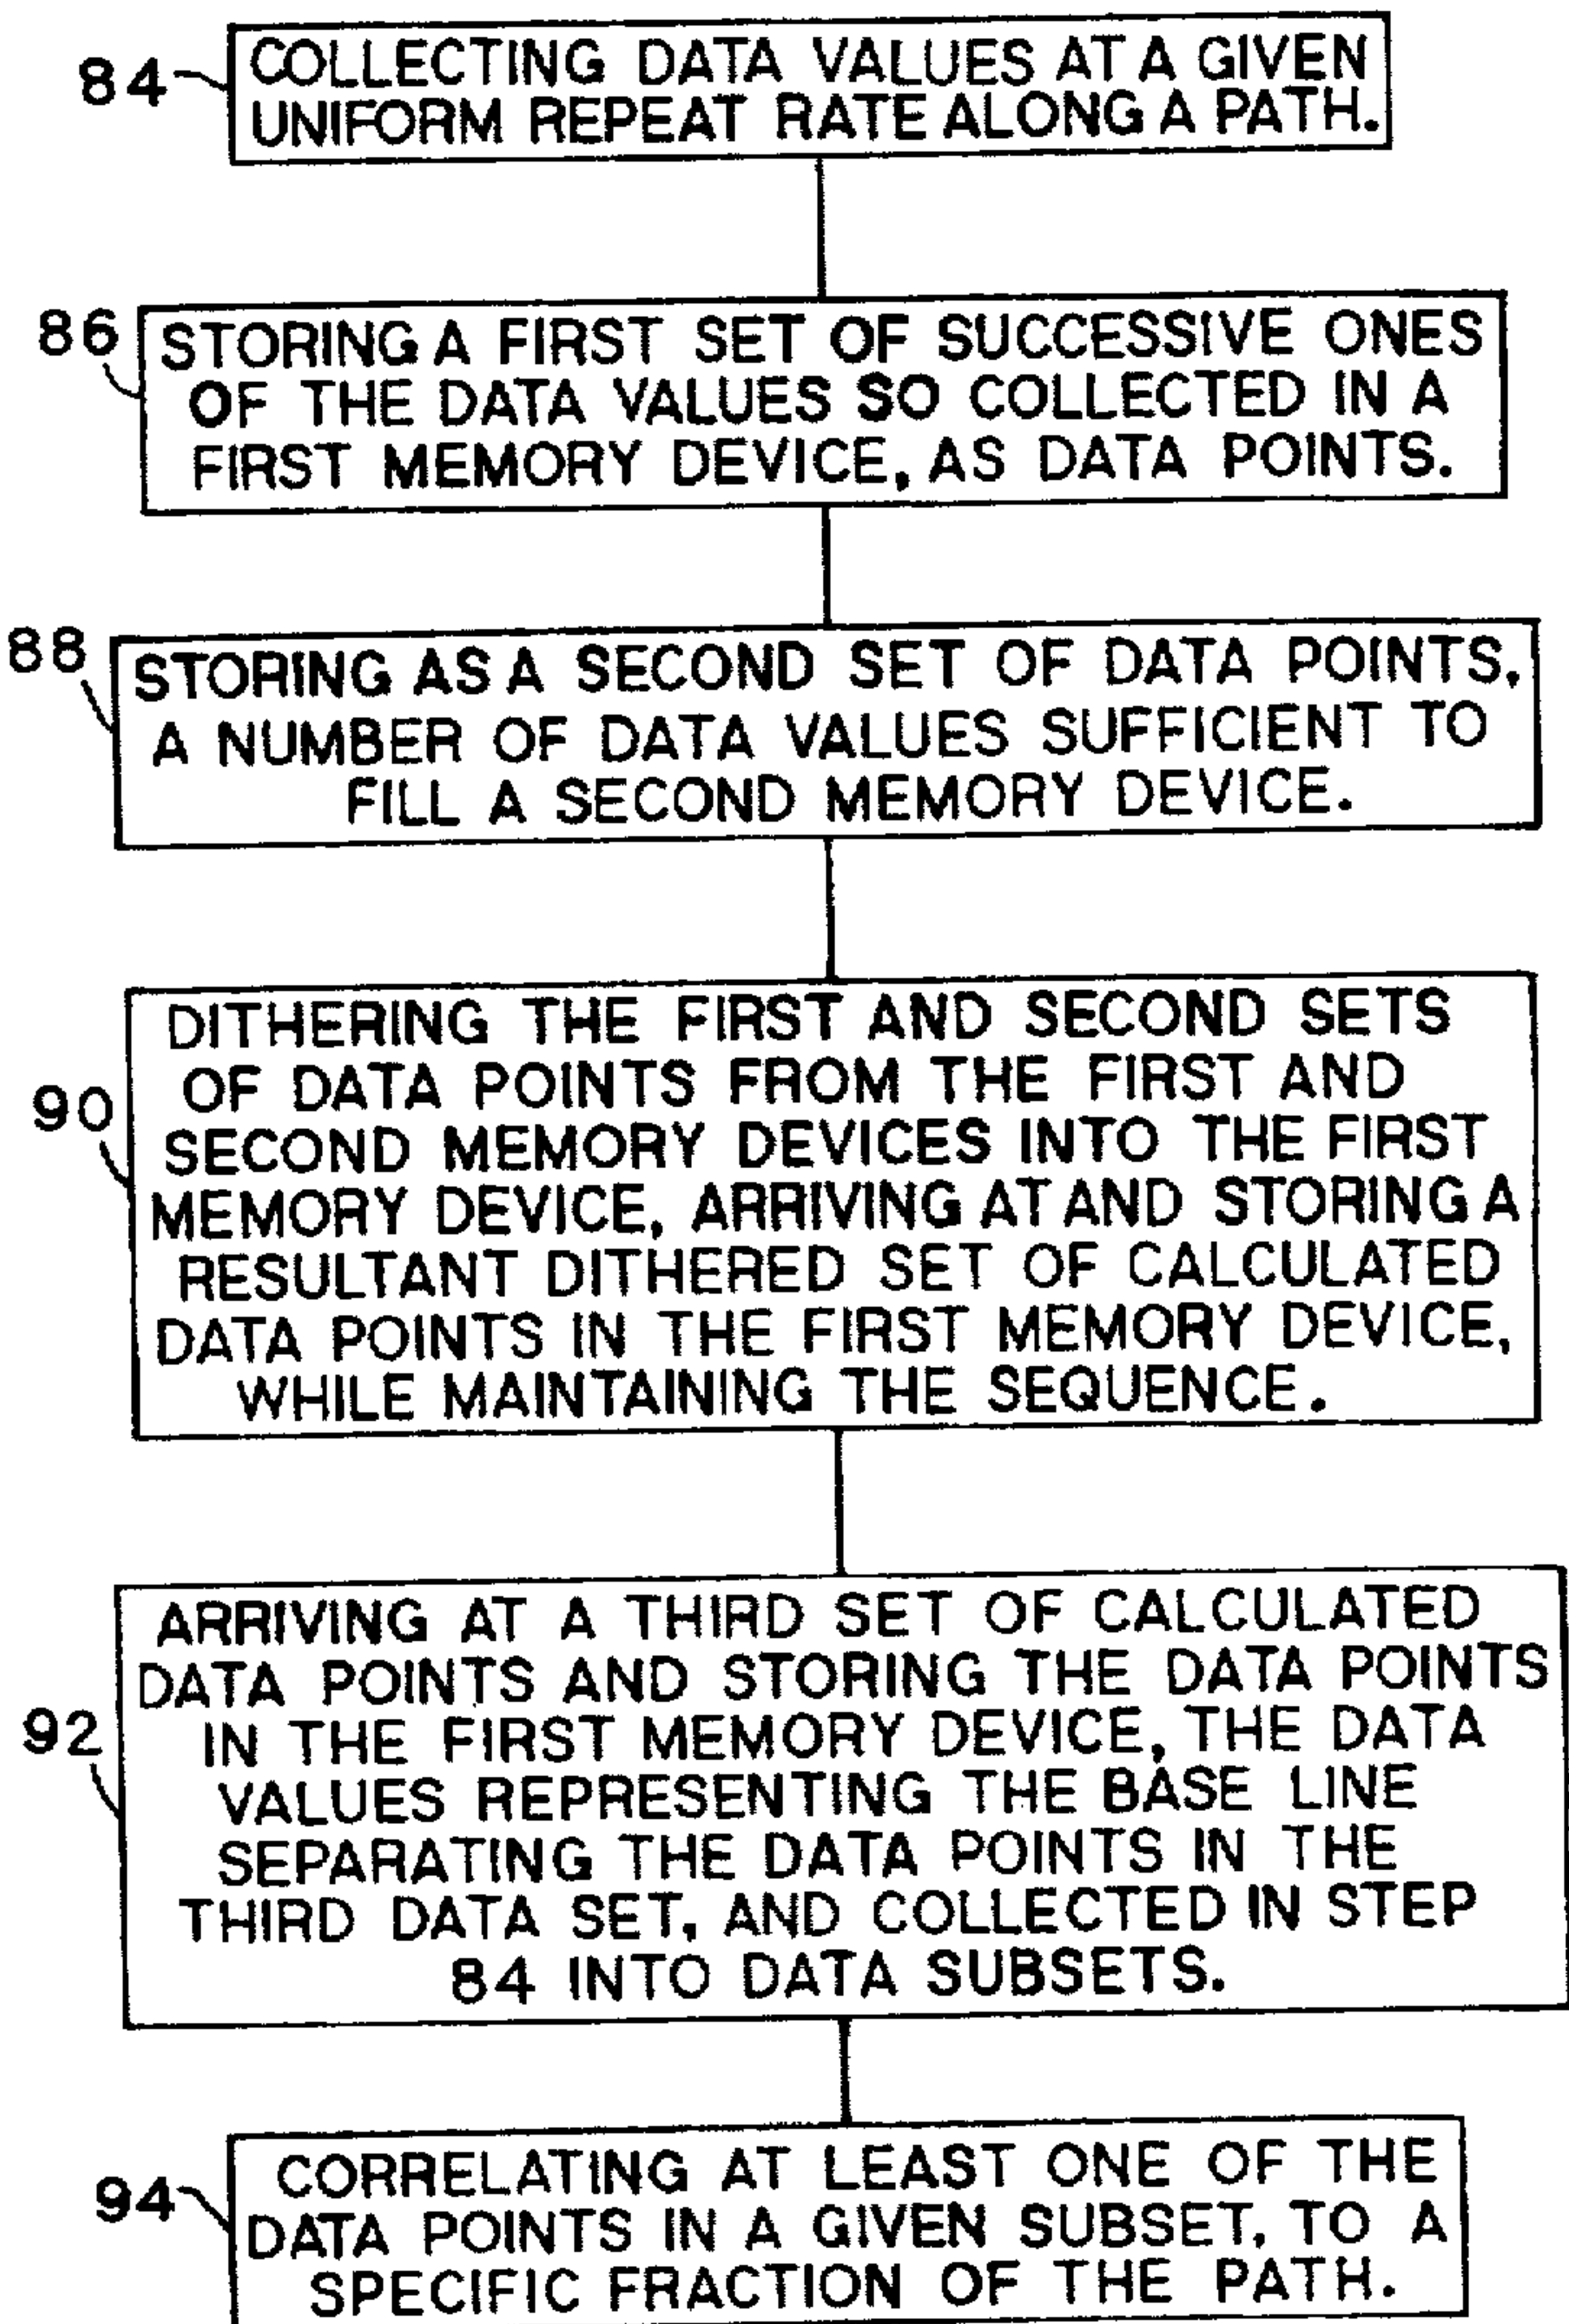 84
COLLECTING DATA VALUES AT A GIVEN
UNIFORM REPEAT RATE ALONG A PATH.
86
STORING A FIRST SET OF SUCCESSIVE ONES
OF THE DATA VALUES SO COLLECTED IN A
FIRST MEMORY DEVICE, AS DATA POINTS.
88
STORING AS A SECOND SET OF DATA POINTS,
A NUMBER OF DATA VALUES SUFFICIENT TO
FILL A SECOND MEMORY DEVICE.
90
DITHERING THE FIRST AND SECOND SETS
OF DATA POINTS FROM THE FIRST AND
SECOND MEMORY DEVICES INTO THE FIRST
MEMORY DEVICE, ARRIVING AT AND STORING A
RESULTANT DITHERED SET OF CALCULATED
DATA POINTS IN THE FIRST MEMORY DEVICE,
WHILE MAINTAINING THE SEQUENCE.
92
ARRIVING AT A THIRD SET OF CALCULATED
DATA POINTS AND STORING THE DATA POINTS
IN THE FIRST MEMORY DEVICE, THE DATA
VALUES REPRESENTING THE BASE LINE
SEPARATING THE DATA POINTS IN THE
THIRD DATA SET, AND COLLECTED IN STEP
84 INTO DATA SUBSETS.
94
CORRELATING AT LEAST ONE OF THE
DATA POINTS IN A GIVEN SUBSET, TO A
SPECIFIC FRACTION OF THE PATH.